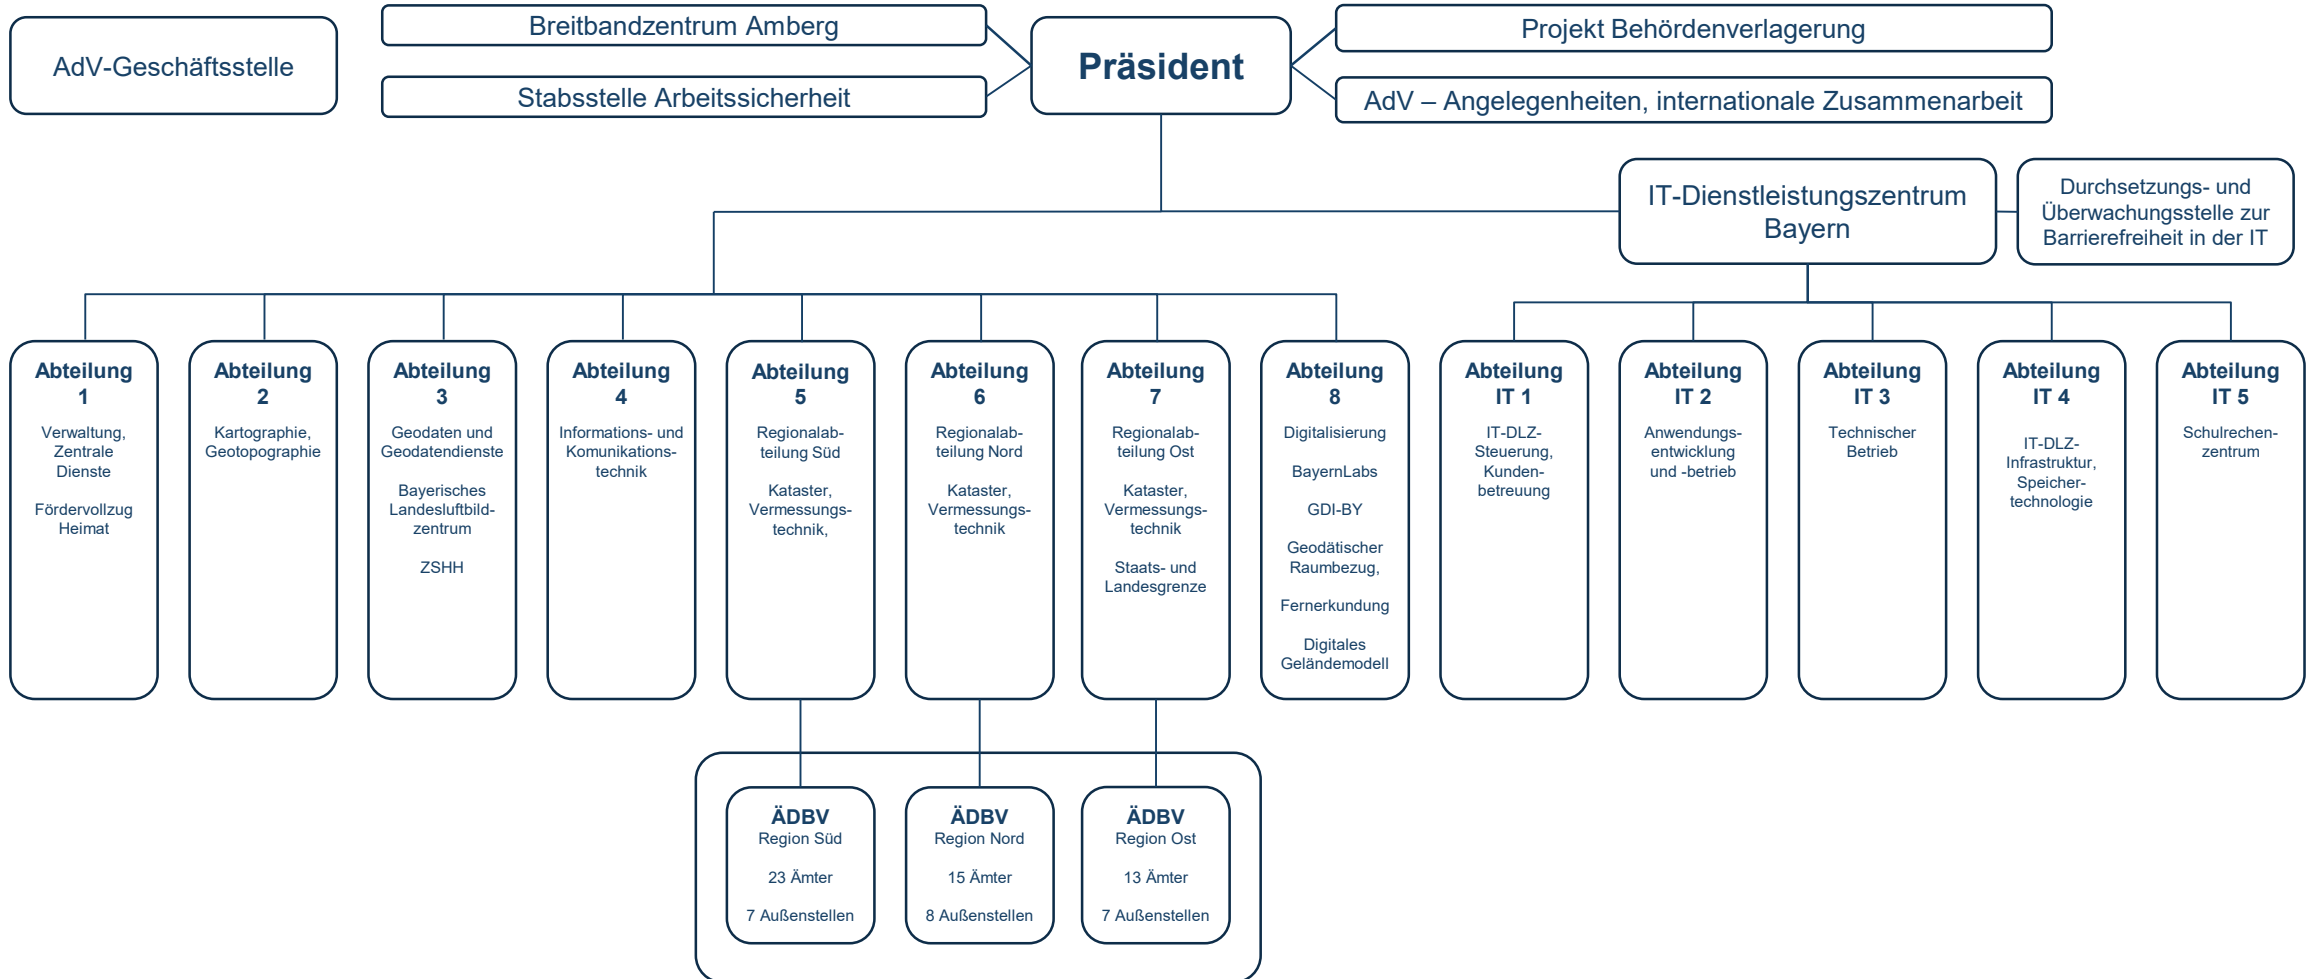 AdV-Geschäftsstelle
Breitbandzentrum Amberg
Stabsstelle Arbeitssicherheit
Präsident
Projekt Behördenverlagerung
AdV – Angelegenheiten, internationale Zusammenarbeit
IT-Dienstleistungszentrum
Bayern
Durchsetzungs- und
Überwachungsstelle zur
Barrierefreiheit in der IT
Abteilung
1
Verwaltung,
Zentrale
Dienste
Fördervollzug
Heimat
Abteilung
2
Kartographie,
Geotopographie
Abteilung
3
Geodaten und
Geodatendienste
Bayerisches
Landesluftbild-
zentrum
ZSHH
Abteilung
4
Informations- und
Komunikations-
technik
Abteilung
5
Regionalab-
teilung Süd
Kataster,
Vermessungs-
technik,
Abteilung
6
Regionalab-
teilung Nord
Kataster,
Vermessungs-
technik
Abteilung
7
Regionalab-
teilung Ost
Kataster,
Vermessungs-
technik
Staats- und
Landesgrenze
Abteilung
8
Digitalisierung
BayernLabs
GDI-BY
Geodätischer
Raumbezug,
Fernerkundung
Digitales
Geländemodell
Abteilung
IT 1
IT-DLZ-
Steuerung,
Kunden-
betreuung
Abteilung
IT 2
Anwendungs-
entwicklung
und -betrieb
Abteilung
IT 3
Technischer
Betrieb
Abteilung
IT 4
IT-DLZ-
Infrastruktur,
Speicher-
technologie
Abteilung
IT 5
Schulrechen-
zentrum
ÄDBV
Region Süd
23 Ämter
7 Außenstellen
ÄDBV
Region Nord
15 Ämter
8 Außenstellen
ÄDBV
Region Ost
13 Ämter
7 Außenstellen